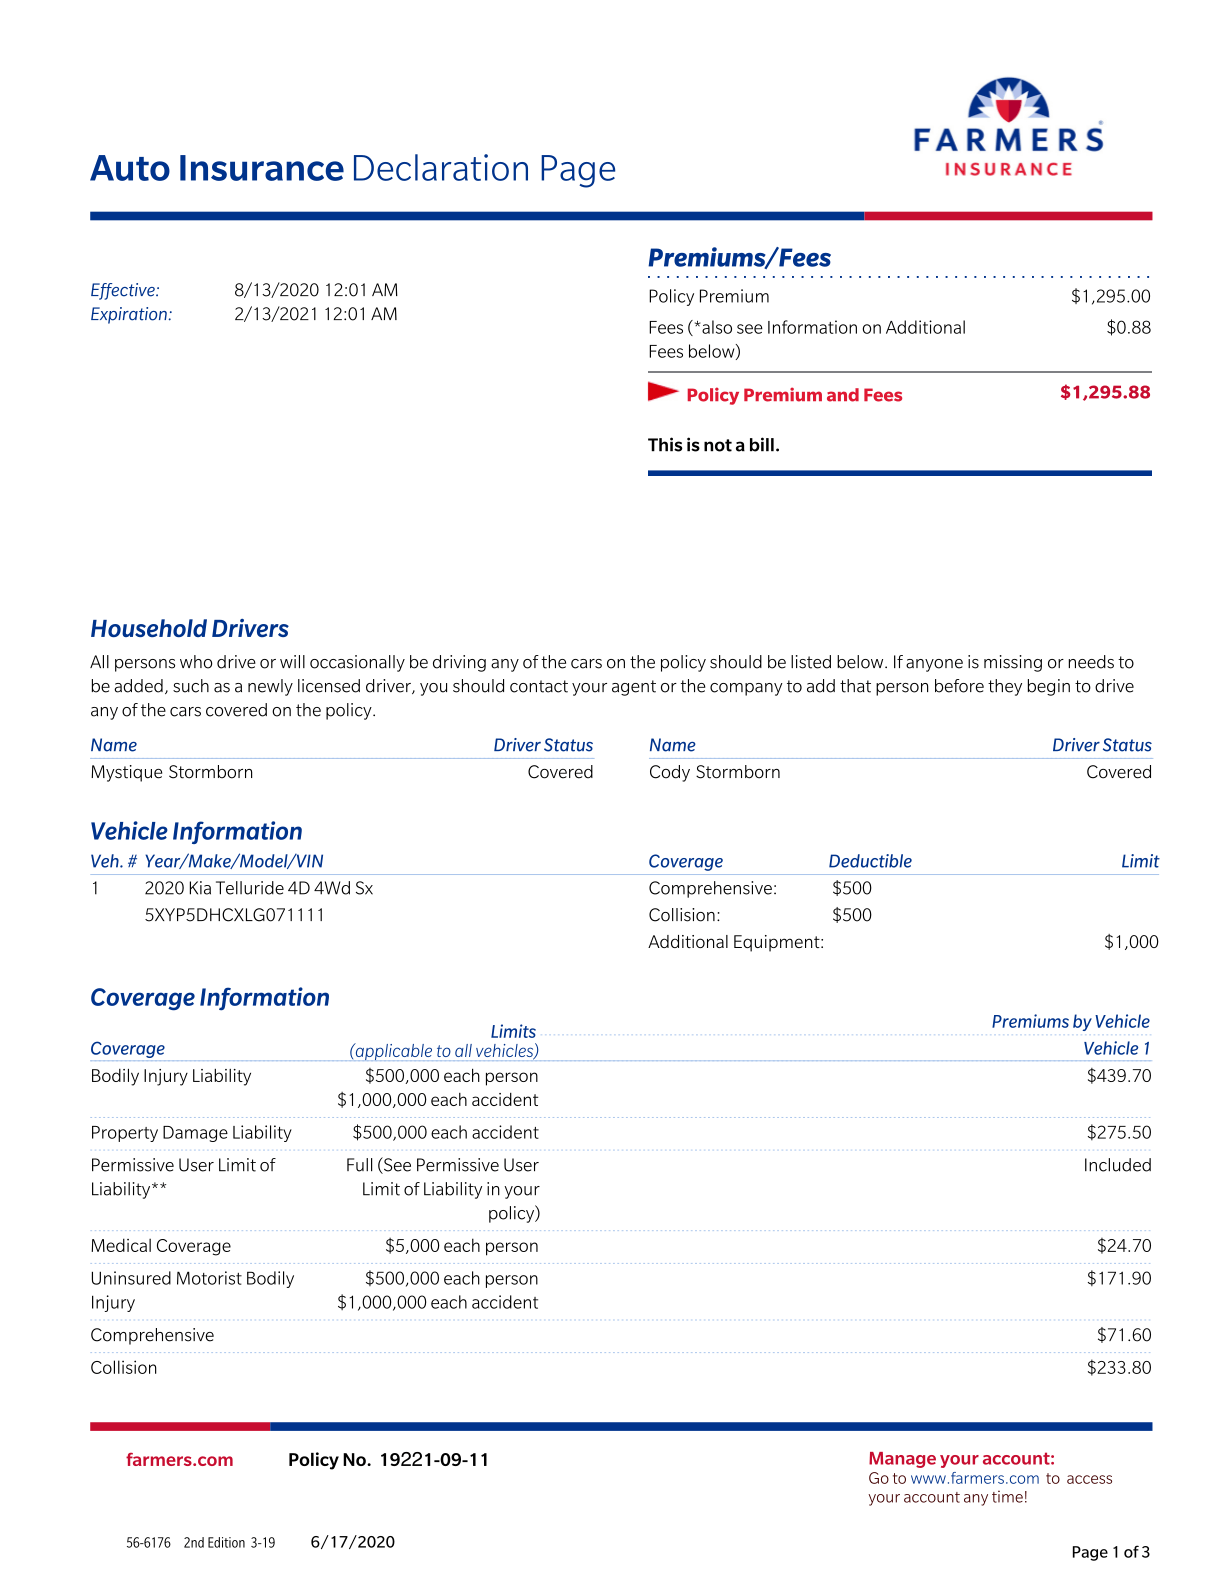 FARMERS®
INSURANCE
Auto Insurance Declaration Page
Effective: 8/13/2020 12:01 AM
Expiration: 2/13/2021 12:01 AM
Premiums/Fees
Policy Premium $1,295.00
Fees (*also see Information on Additional $0.88
Fees below)
Policy Premium and Fees $1,295.88
This is not a bill.
Household Drivers
All persons who drive or will occasionally be driving any of the cars on the policy should be listed below. If anyone is missing or needs to
be added, such as a newly licensed driver, you should contact your agent or the company to add that person before they begin to drive
any of the cars covered on the policy.
Name Driver Status Name Driver Status
Mystique Stormborn Covered Cody Stormborn Covered
Vehicle Information
Veh. # Year/Make/Model/VIN Coverage Deductible Limit
1 2020 Kia Telluride 4D 4Wd Sx Comprehensive: $500
5XYP5DHCXLG071111 Collision: $500
Additional Equipment: $1,000
Coverage Information
Limits Premiums by Vehicle
Coverage (applicable to all vehicles) Vehicle 1
Bodily Injury Liability $500,000 each person $439.70
$1,000,000 each accident
Property Damage Liability $500,000 each accident $275.50
Permissive User Limit of Full (See Permissive User Included
Liability** Limit of Liability in your
policy)
Medical Coverage $5,000 each person $24.70
Uninsured Motorist Bodily $500,000 each person $171.90
Injury $1,000,000 each accident
Comprehensive $71.60
Collision $233.80
farmers.com Policy No. 19221-09-11 Manage your account:
Go to www.farmers.com to access
your account any time!
56-6176 2nd Edition 3-19 6/17/2020
Page 1 of 3